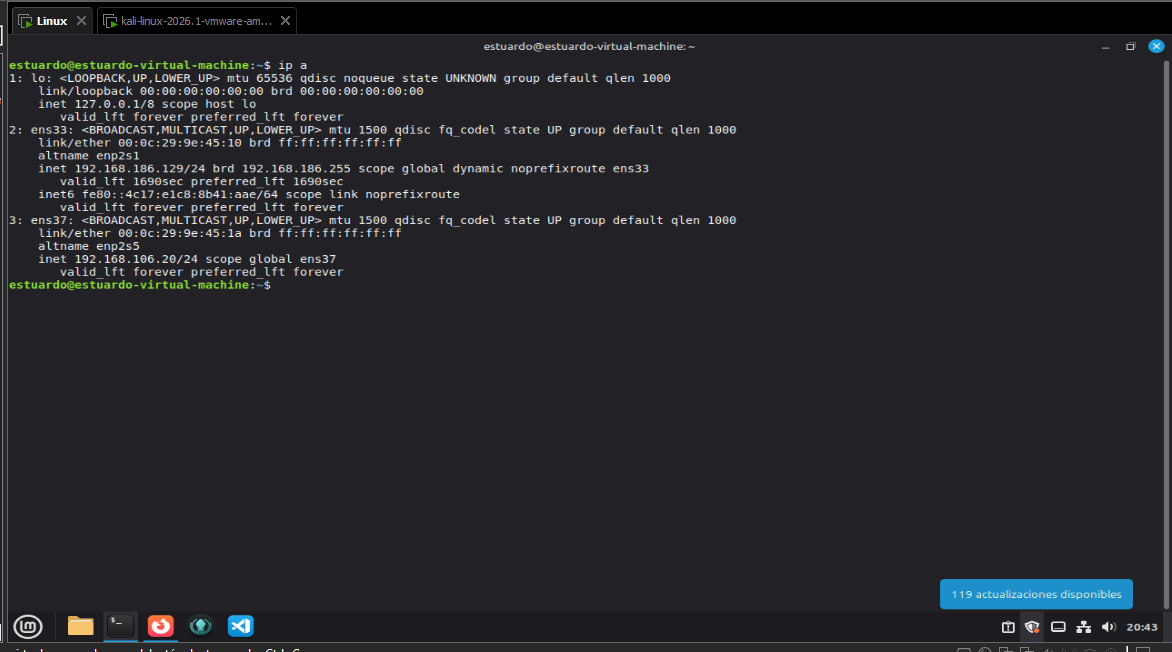 Linux
kali-linux-2026.1-vmware-am...
estuardo@estuardo-virtual-machine: ~
estuardo@estuardo-virtual-machine:~$ ip a
1: lo: <LOOPBACK,UP,LOWER_UP> mtu 65536 qdisc noqueue state UNKNOWN group default qlen 1000
link/loopback 00:00:00:00:00:00 brd 00:00:00:00:00:00
inet 127.0.0.1/8 scope host lo
valid_lft forever preferred_lft forever
2: ens33: <BROADCAST,MULTICAST,UP,LOWER_UP> mtu 1500 qdisc fq_codel state UP group default qlen 1000
link/ether 00:0c:29:9e:45:10 brd ff:ff:ff:ff:ff:ff
altname enp2s1
inet 192.168.186.129/24 brd 192.168.186.255 scope global dynamic noprefixroute ens33
valid_lft 1690sec preferred_lft 1690sec
inet6 fe80::4c17:e1c8:8b41:aae/64 scope link noprefixroute
valid_lft forever preferred_lft forever
3: ens37: <BROADCAST,MULTICAST,UP,LOWER_UP> mtu 1500 qdisc fq_codel state UP group default qlen 1000
link/ether 00:0c:29:9e:45:1a brd ff:ff:ff:ff:ff:ff
altname enp2s5
inet 192.168.106.20/24 scope global ens37
valid_lft forever preferred_lft forever
estuardo@estuardo-virtual-machine:~$
119 actualizaciones disponibles
20:43